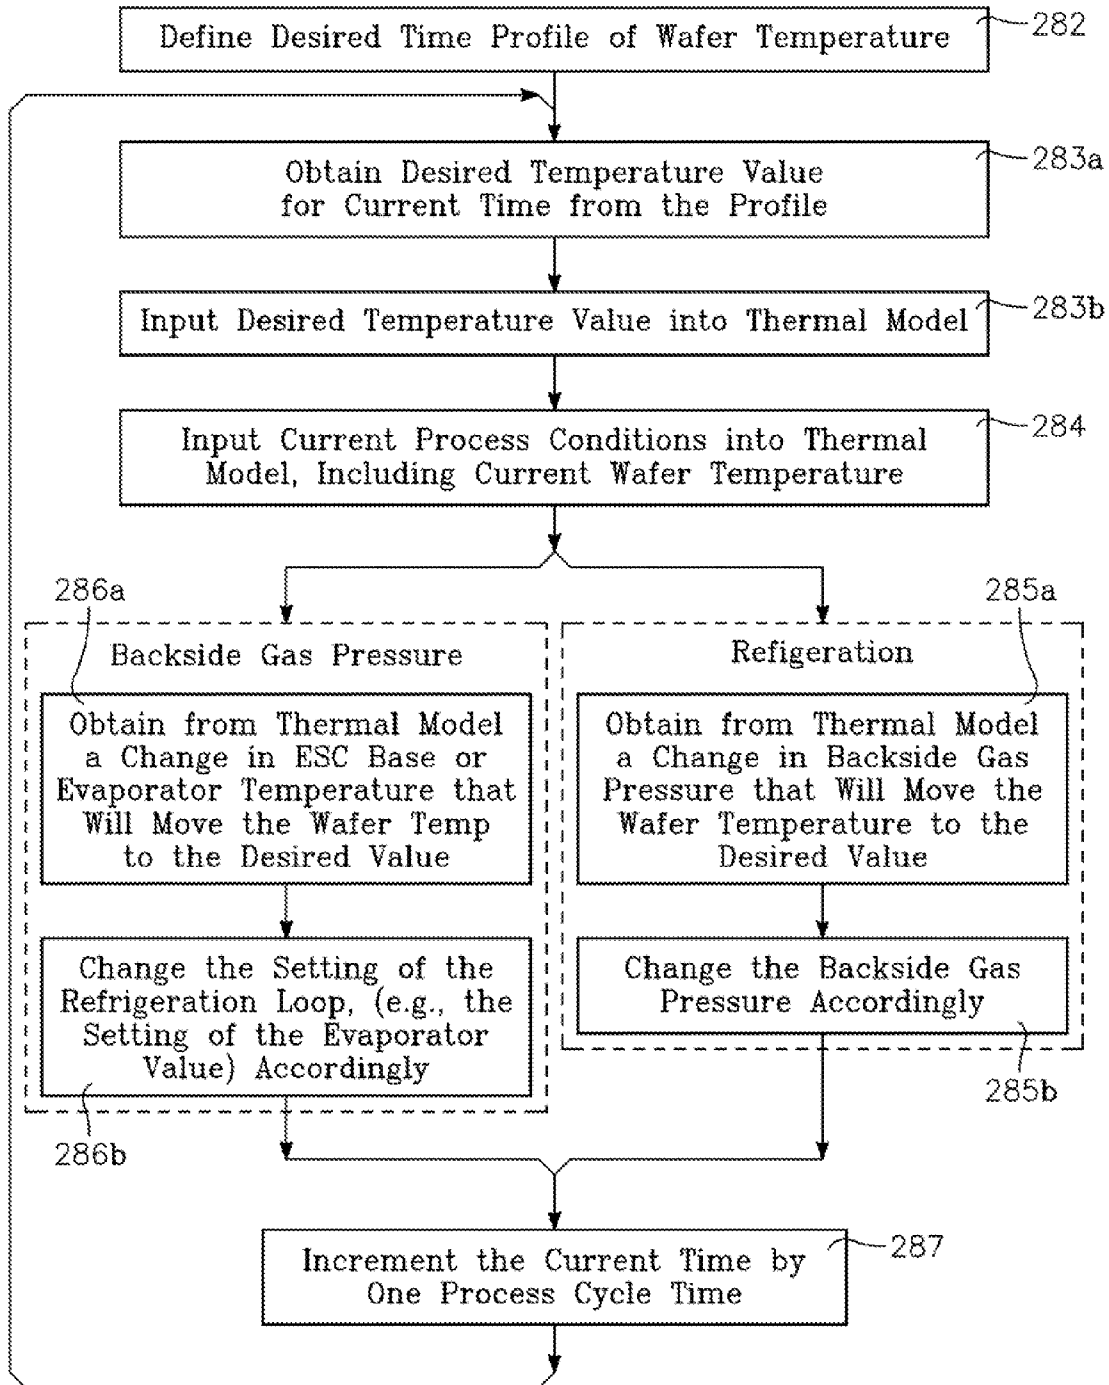 Define Desired Time Profile of Wafer Temperature
282
Obtain Desired Temperature Value
for Current Time from the Profile
283a
Input Desired Temperature Value into Thermal Model
283b
Input Current Process Conditions into Thermal
Model, Including Current Wafer Temperature
284
286a
Backside Gas Pressure
Obtain from Thermal Model
a Change in ESC Base or
Evaporator Temperature that
Will Move the Wafer Temp
to the Desired Value
Change the Setting of the
Refrigeration Loop, (e.g., the
Setting of the Evaporator
Value) Accordingly
286b
285a
Refigeration
Obtain from Thermal Model
a Change in Backside Gas
Pressure that Will Move the
Wafer Temperature to the
Desired Value
Change the Backside Gas
Pressure Accordingly
285b
Increment the Current Time by
One Process Cycle Time
287